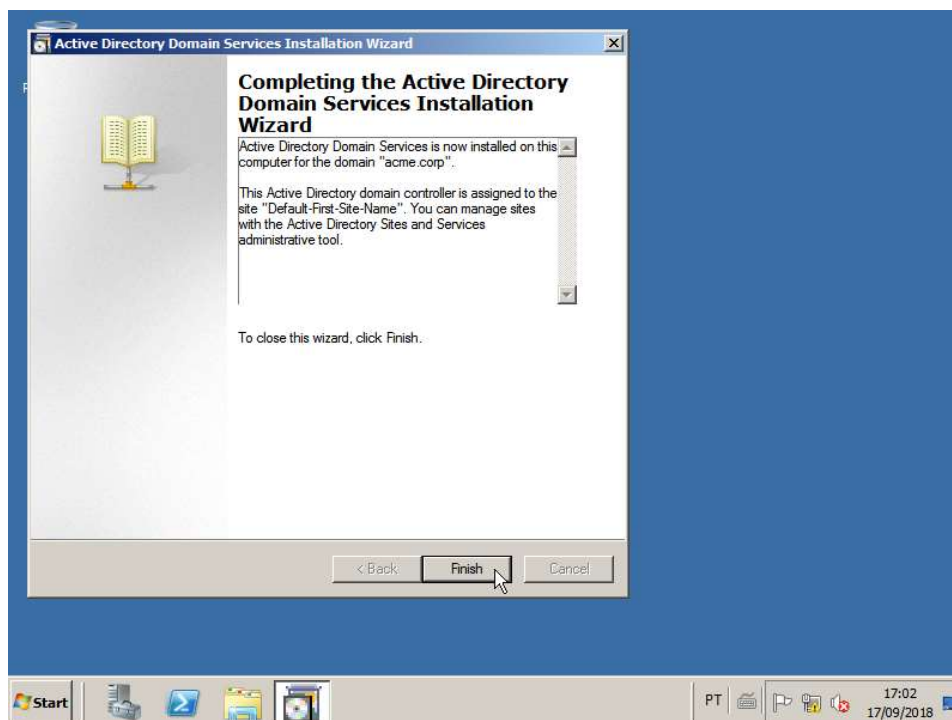 Active Directory Domain Services Installation Wizard
Completing the Active Directory
Domain Services Installation
Wizard
Active Directory Domain Services is now installed on this
computer for the domain "acme.corp".
This Active Directory domain controller is assigned to the
site "Default-First-Site-Name". You can manage sites
with the Active Directory Sites and Services
administrative tool.
To close this wizard, click Finish.
< Back
Finish
Cancel
Start
PT
17:02
17/09/2018